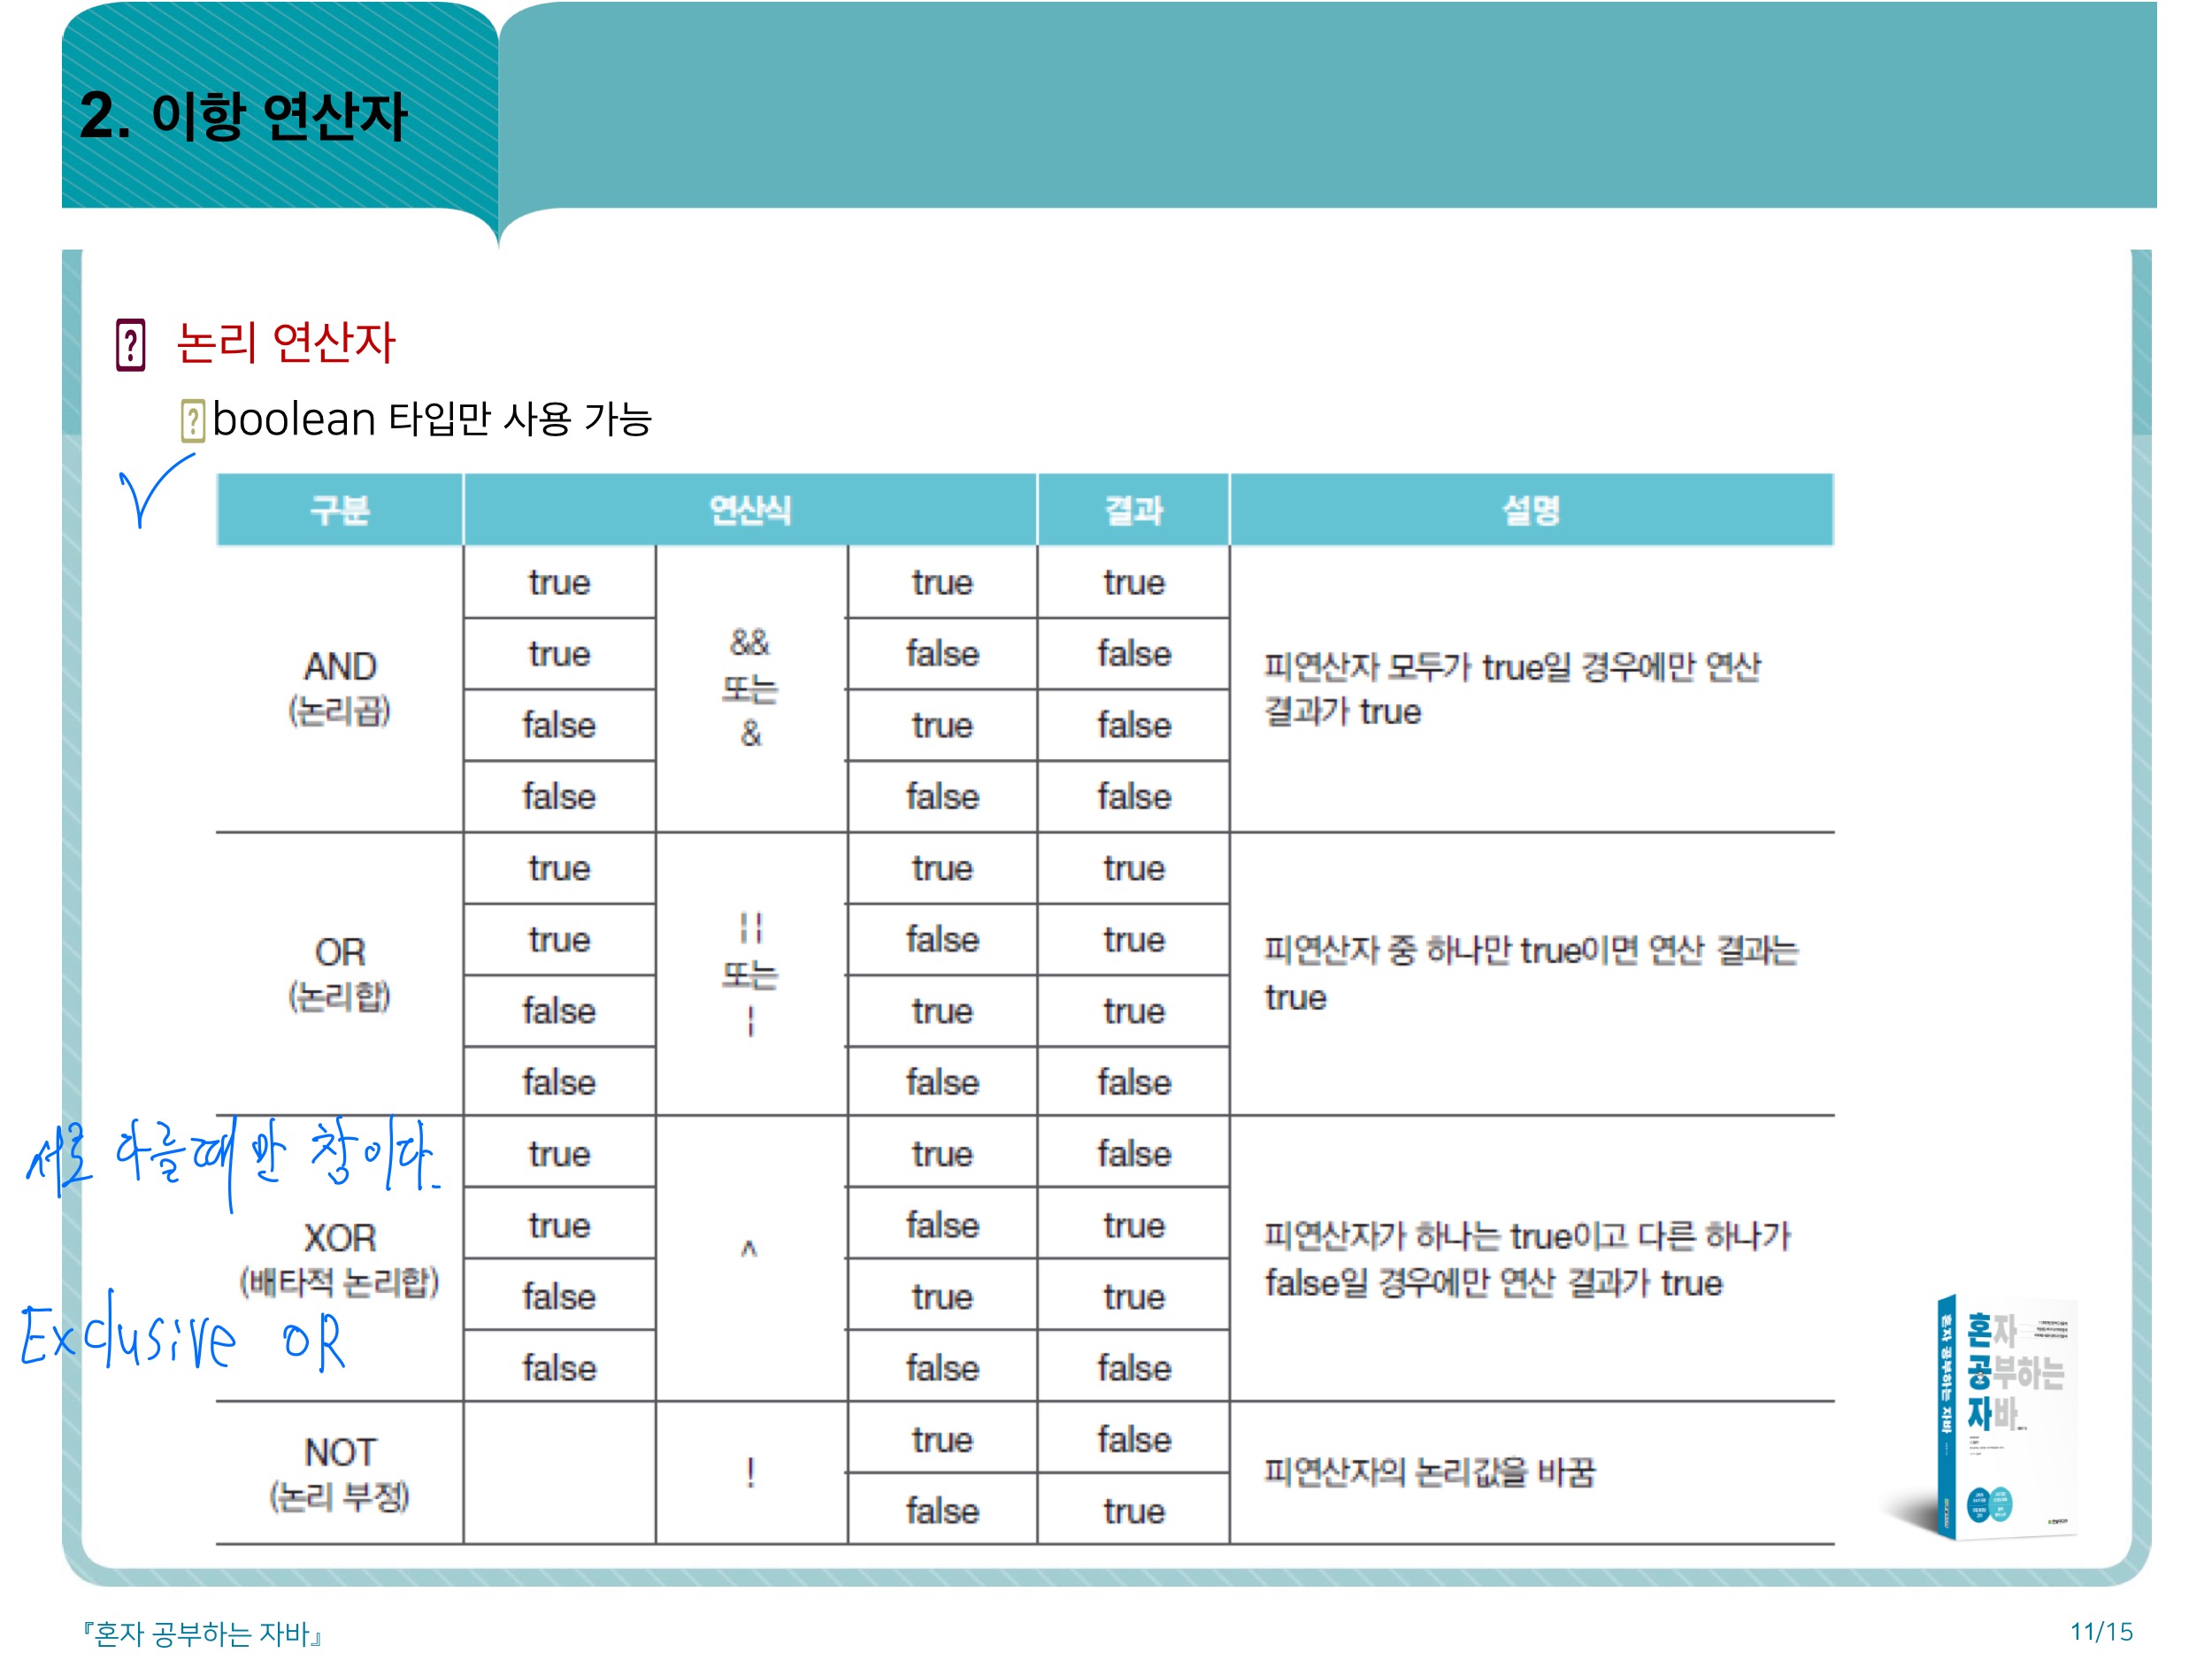 2. 이항 연산자
논리 연산자
boolean 타입만 사용 가능
구분 연산식 결과 설명
AND
(논리곱)
&&
또는
&
true true true
true false false
false true false
false false false
피연산자 모두가 true일 경우에만 연산
결과가 true
OR
(논리합)
||
또는
|
true true true
true false true
false true true
false false false
피연산자 중 하나만 true이면 연산 결과는
true
서로 다를때만 참이다.
XOR
(배타적 논리합)
Exclusive OR
^
true true false
true false true
false true true
false false false
피연산자가 하나는 true이고 다른 하나가
false일 경우에만 연산 결과가 true
NOT
(논리 부정)
!
true false
false true
피연산자의 논리값을 바꿈
혼자 공부하는 자바
혼자
공부하는
자바
『혼자 공부하는 자바』
11/15